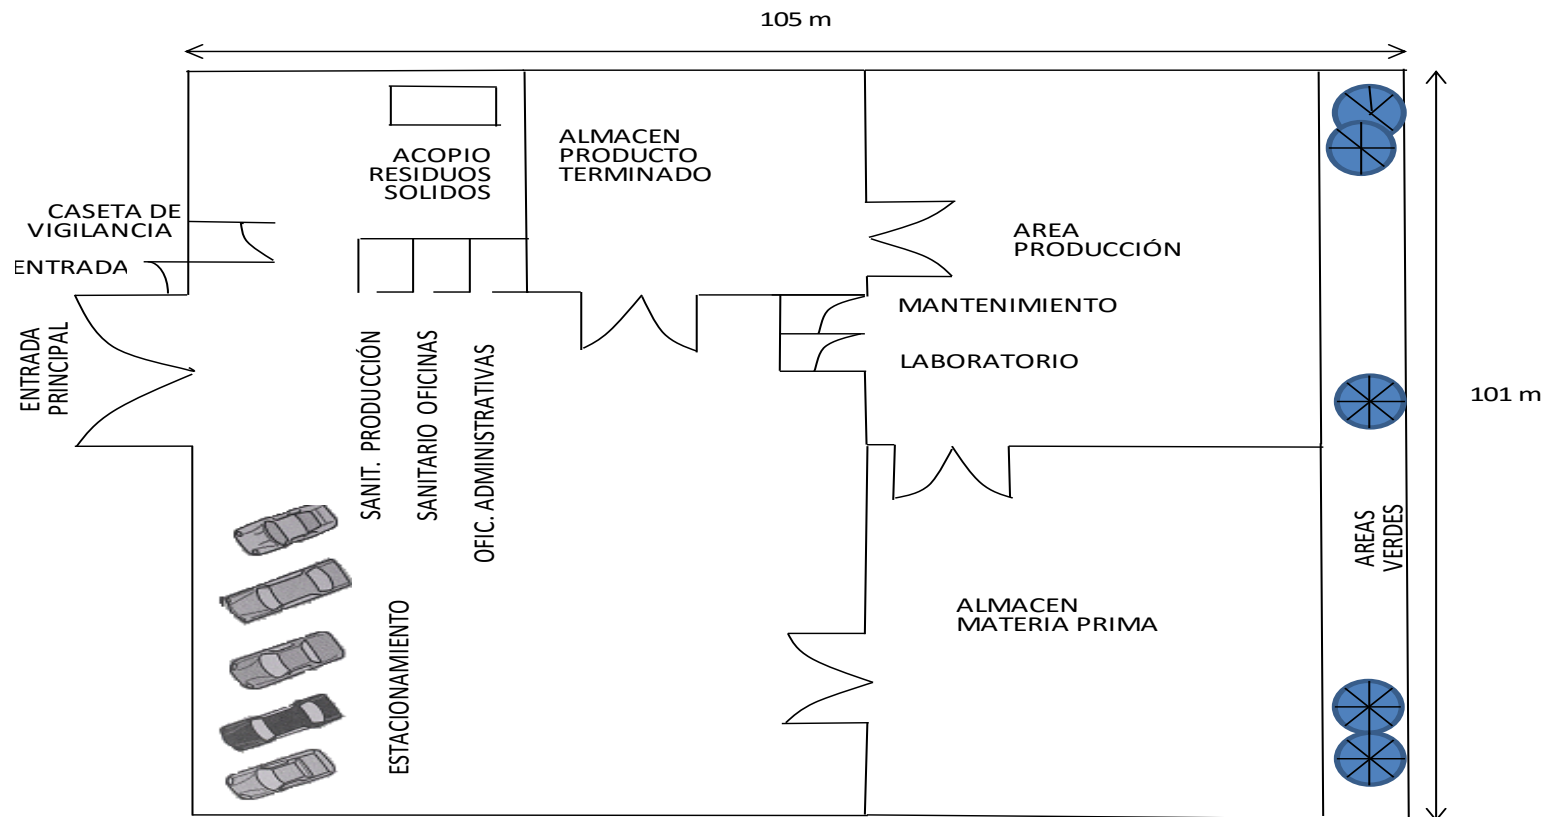 105 m
ALMACEN
PRODUCTO
TERMINADO
ACOPIO
RESIDUOS
SOLIDOS
CASETA DE
VIGILANCIA
ENTRADA
AREA
PRODUCCIÓN
MANTENIMIENTO
LABORATORIO
ENTRADA
PRINCIPAL
SANIT. PRODUCCIÓN
SANITARIO OFICINAS
OFIC. ADMINISTRATIVAS
101 m
AREAS
VERDES
ESTACIONAMIENTO
ALMACEN
MATERIA PRIMA